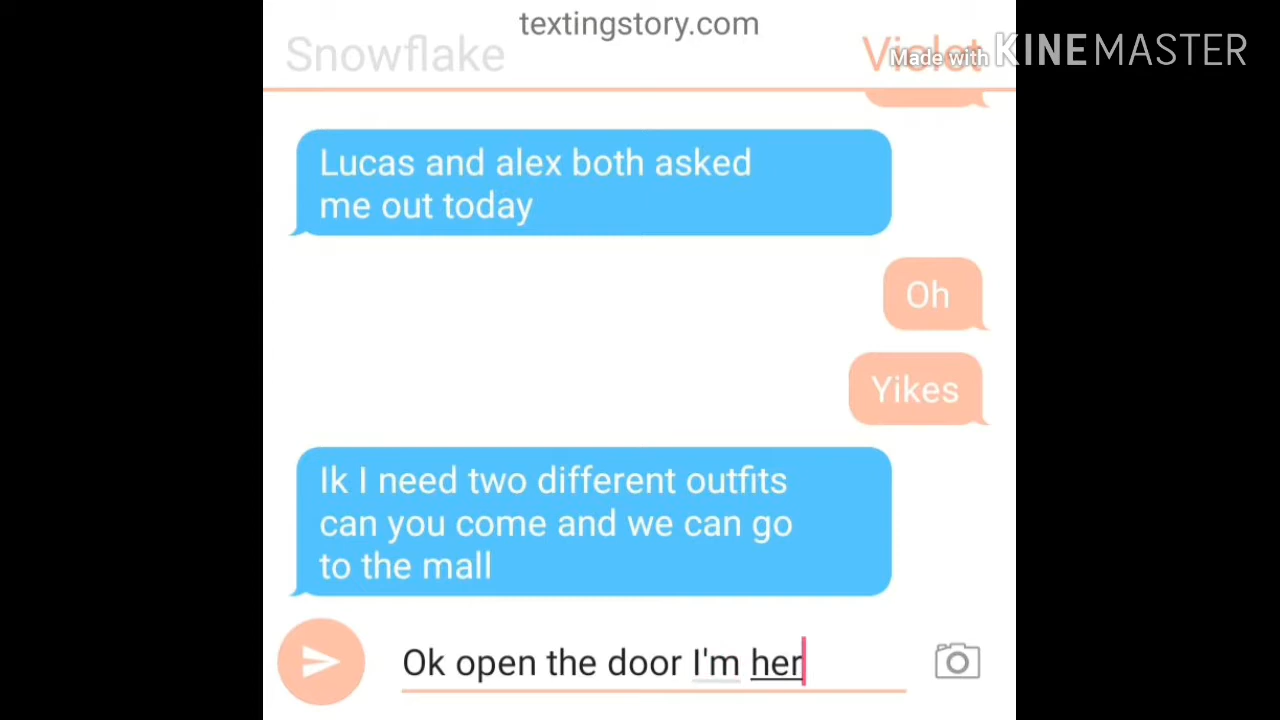 textingstory.com
Snowflake
Violet
Made with KINEMASTER
Lucas and alex both asked
me out today
Oh
Yikes
Ik I need two different outfits
can you come and we can go
to the mall
Ok open the door I'm her